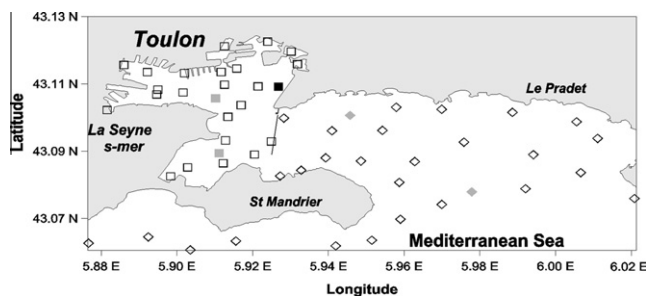 43.13 N
Toulon
43.11 N
Le Pradet
Latitude
La Seyne
s-mer
43.09 N
St Mandrier
43.07 N
Mediterranean Sea
5.88 E 5.90 E 5.92 E 5.94 E 5.96 E 5.98 E 6.00 E 6.02 E
Longitude